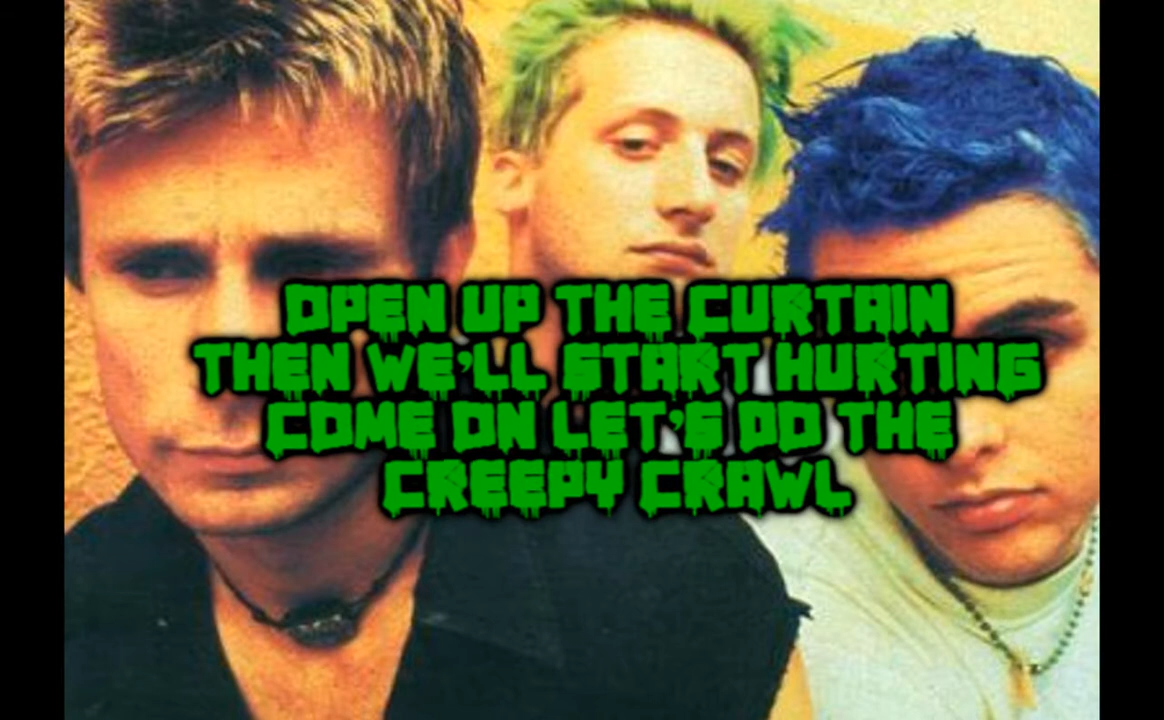 OPEN UP THE CURTAIN
THEN WE'LL START HURTING
COME ON LET'S DO THE
CREEPY CRAWL